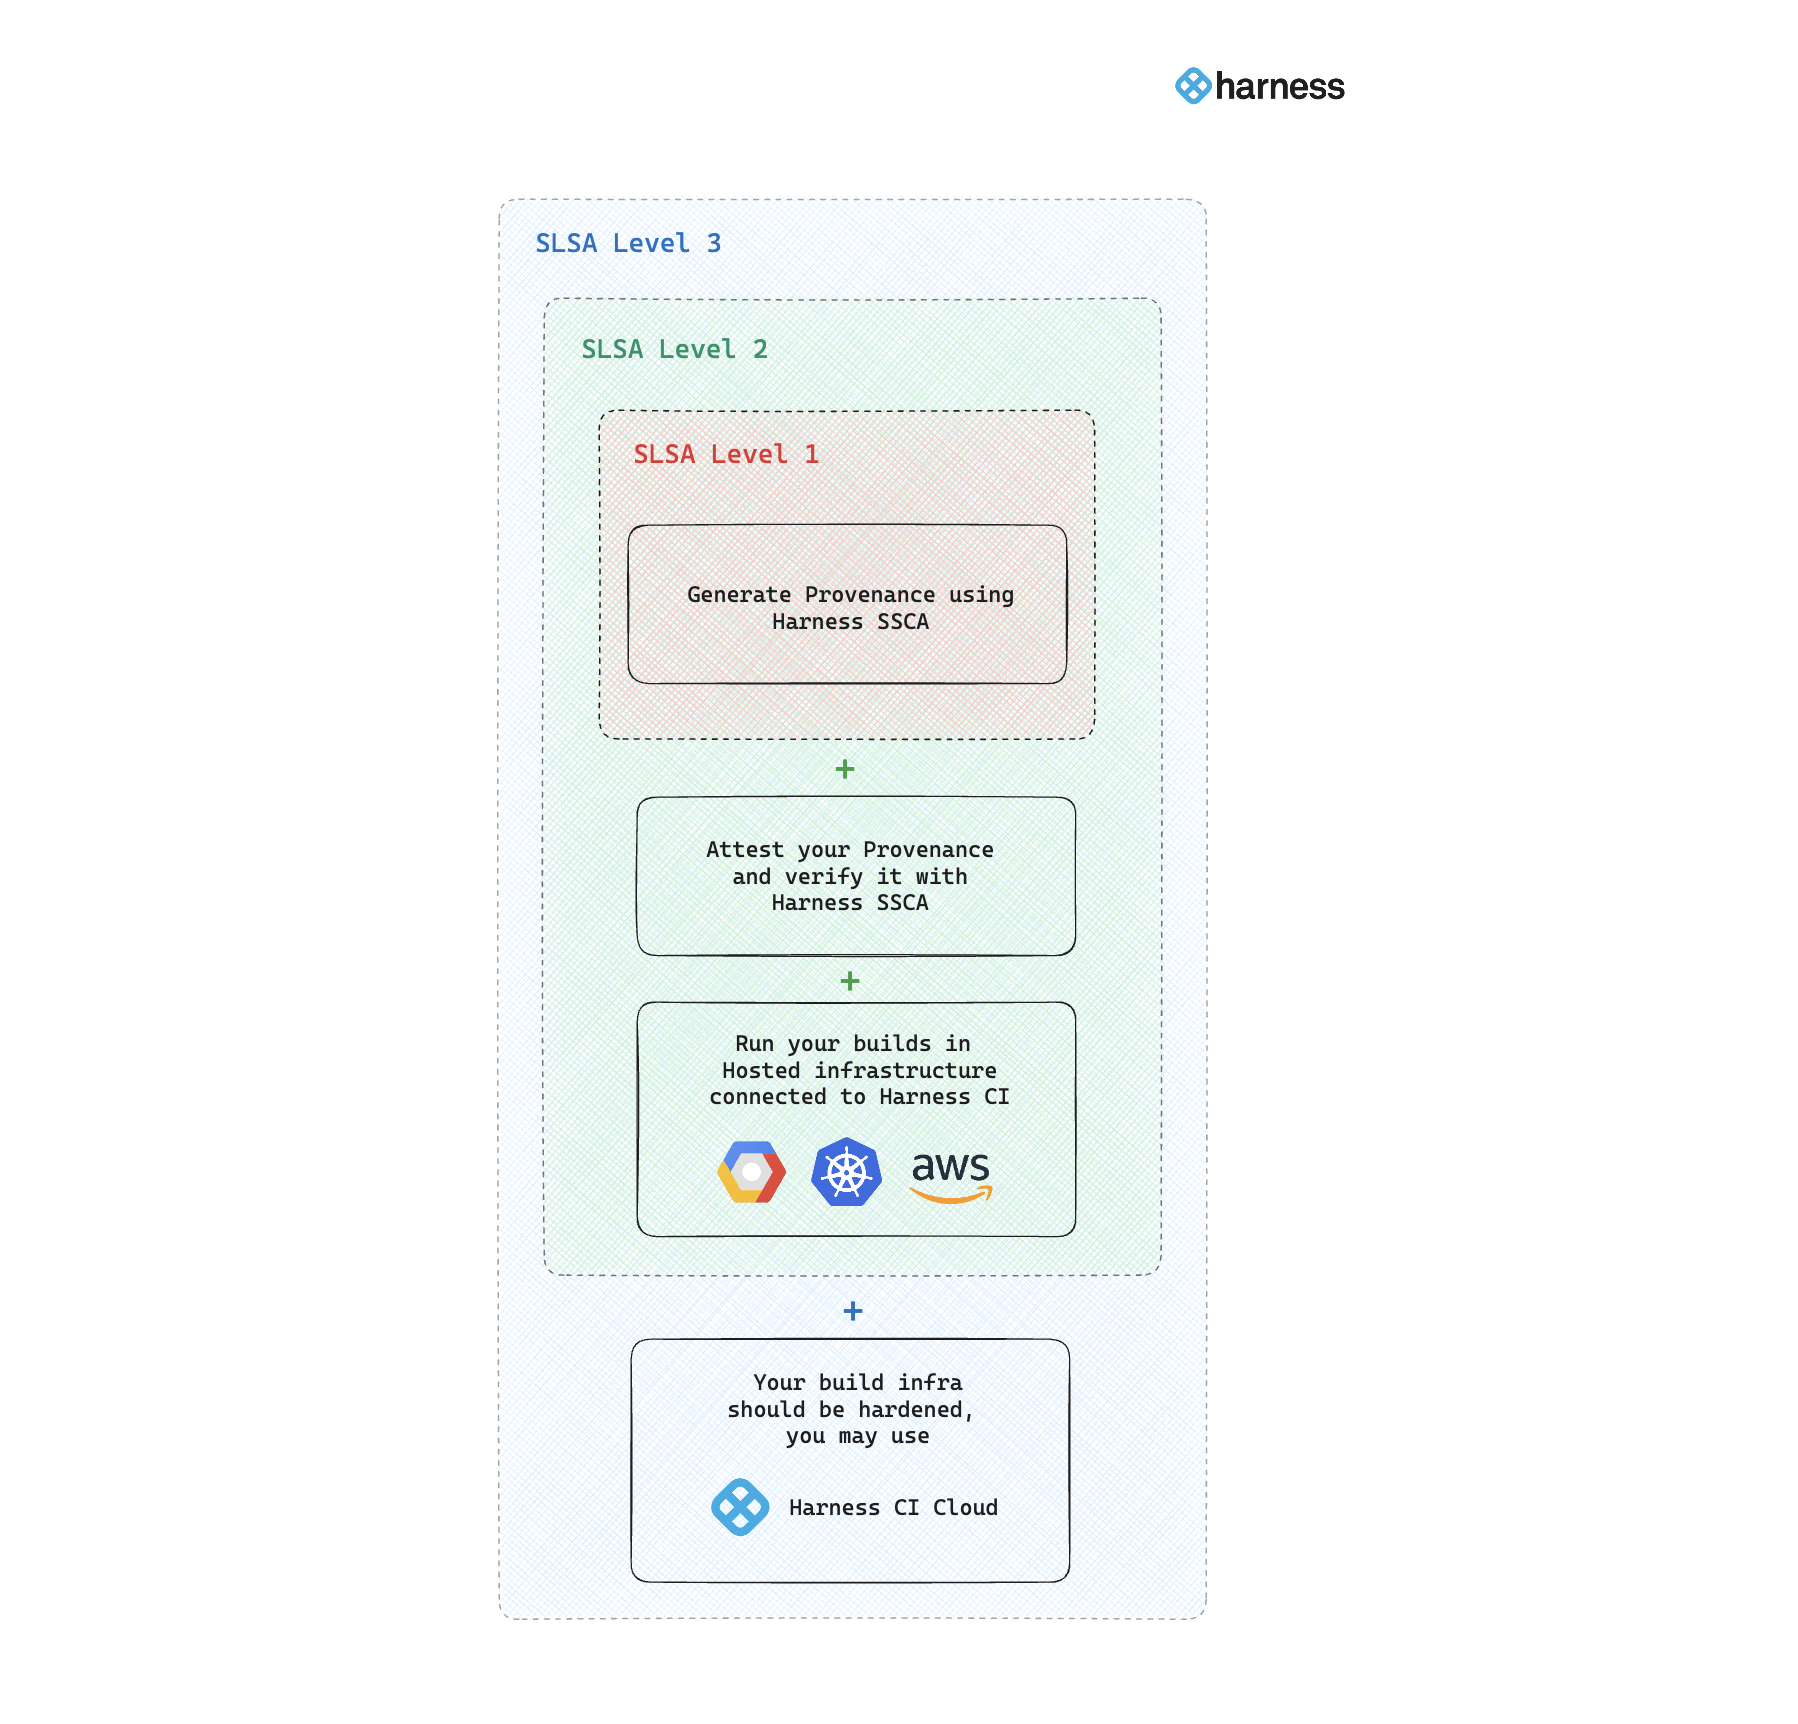 harness
SLSA Level 3
SLSA Level 2
SLSA Level 1
Generate Provenance using
Harness SSCA
+
Attest your Provenance
and verify it with
Harness SSCA
+
Run your builds in
Hosted infrastructure
connected to Harness CI
aws
+
Your build infra
should be hardened,
you may use
Harness CI Cloud